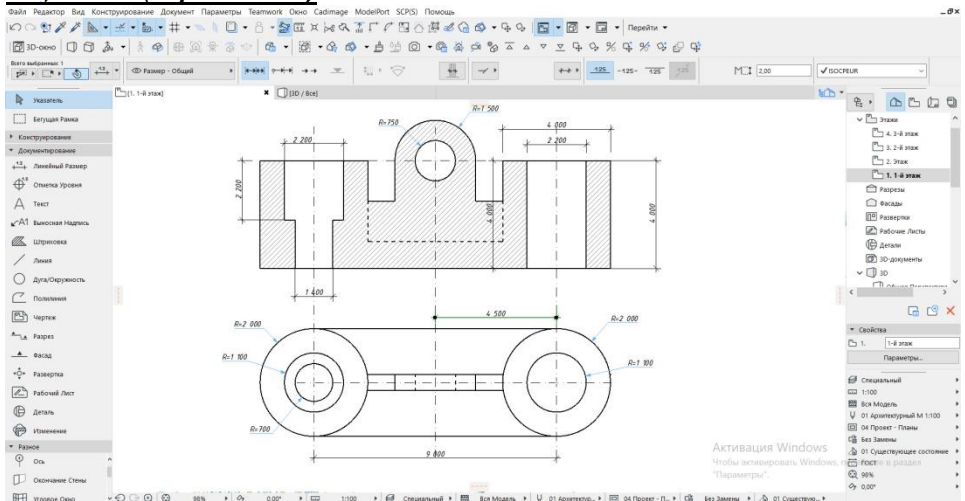 Файл Редактор Вид Конструирование Документ Параметры Teamwork Окно Cadimage ModelPort SCP(S) Помощь
Перейти
3D-окно
Всего выбранных: 1
Размер - Общий
1.25 -125- 125
M 2,00
ISOCPEUR
Указатель
Бегущая Рамка
Конструирование
Документирование
Линейный Размер
Отметка Уровня
Текст
A1 Выносная Надпись
Штриховка
Линия
Дуга/Окружность
Полилиния
Чертеж
Разрез
Фасад
Развертка
Рабочий Лист
Деталь
Изменение
Разное
Ось
Окончание Стены
Угловое Окно
[1. 1-й этаж]
[3D / Все]
R=1 500
R=750
4 000
2 200
2 200
2 200
4 000
4 000
1 400
4 500
R=2 000
R=2 000
R=1 100
R=1 100
R=700
9 000
Этажи
4. 3-й этаж
3. 2-й этаж
2. Этаж
1. 1-й этаж
Разрезы
Фасады
Развертки
Рабочие Листы
Детали
3D-документы
3D
Свойства
1. 1-й этаж
Параметры...
Специальный
1:100
Вся Модель
01 Архитектурный М 1:100
04 Проект - Планы
Без Замены
01 Существующее состояние
ГОСТ
98%
0,00°
Активация Windows
Чтобы активировать Windows, перейдите в раздел
"Параметры".
98% 0,00° 1:100 Специальный Вся Модель 01 Архитектур... 04 Проект - П... Без Замены 01 Существую...